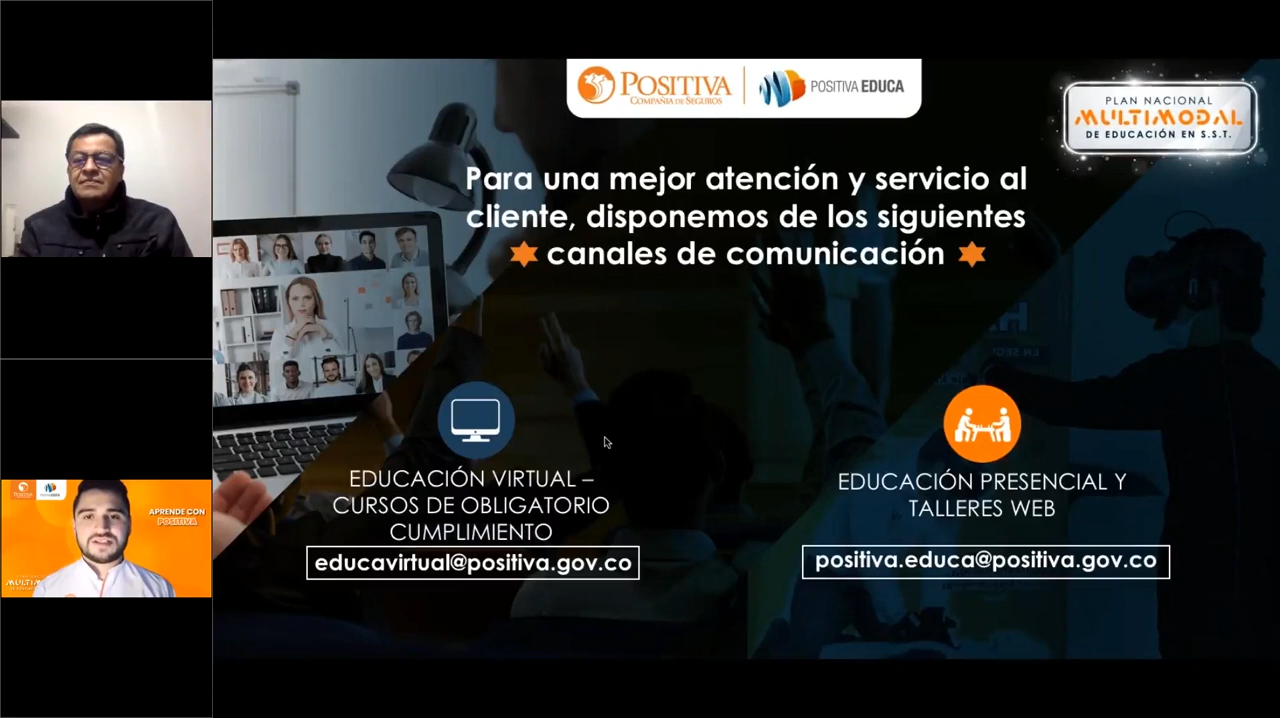 POSITIVA
COMPAÑIA DE SEGUROS
POSITIVA EDUCA
PLAN NACIONAL
MULTIMODAL
DE EDUCACIÓN EN S.S.T.
Para una mejor atención y servicio al
cliente, disponemos de los siguientes
canales de comunicación
EDUCACIÓN VIRTUAL –
CURSOS DE OBLIGATORIO
CUMPLIMIENTO
educavirtual@positiva.gov.co
EDUCACIÓN PRESENCIAL Y
TALLERES WEB
positiva.educa@positiva.gov.co
APRENDE CON
POSITIVA